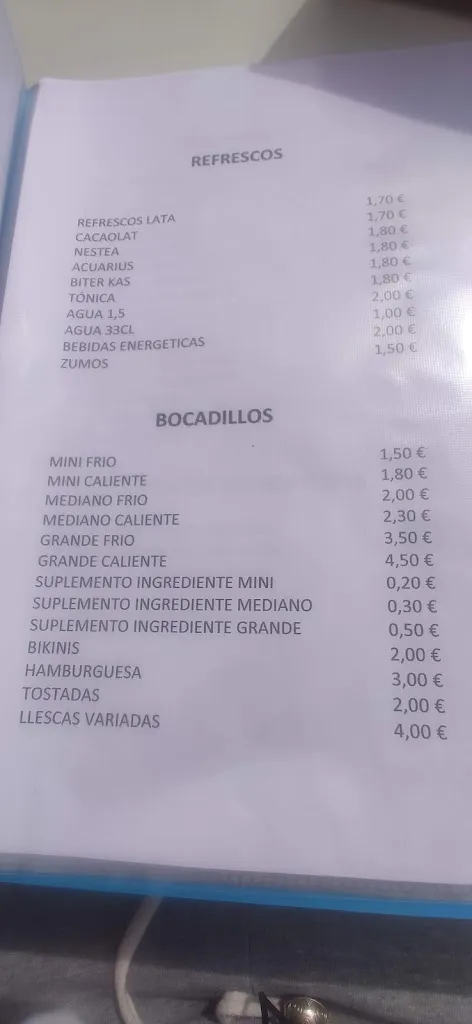 REFRESCOS
REFRESCOS LATA 1,70 €
CACAOLAT 1,70 €
NESTEA 1,80 €
ACUARIUS 1,80 €
BITER KAS 1,80 €
TÓNICA 1,80 €
AGUA 1,5 2,00 €
AGUA 33CL 1,00 €
BEBIDAS ENERGETICAS 2,00 €
ZUMOS 1,50 €
BOCADILLOS
MINI FRIO 1,50 €
MINI CALIENTE 1,80 €
MEDIANO FRIO 2,00 €
MEDIANO CALIENTE 2,30 €
GRANDE FRIO 3,50 €
GRANDE CALIENTE 4,50 €
SUPLEMENTO INGREDIENTE MINI 0,20 €
SUPLEMENTO INGREDIENTE MEDIANO 0,30 €
SUPLEMENTO INGREDIENTE GRANDE 0,50 €
BIKINIS 2,00 €
HAMBURGUESA 3,00 €
TOSTADAS 2,00 €
LLESCAS VARIADAS 4,00 €